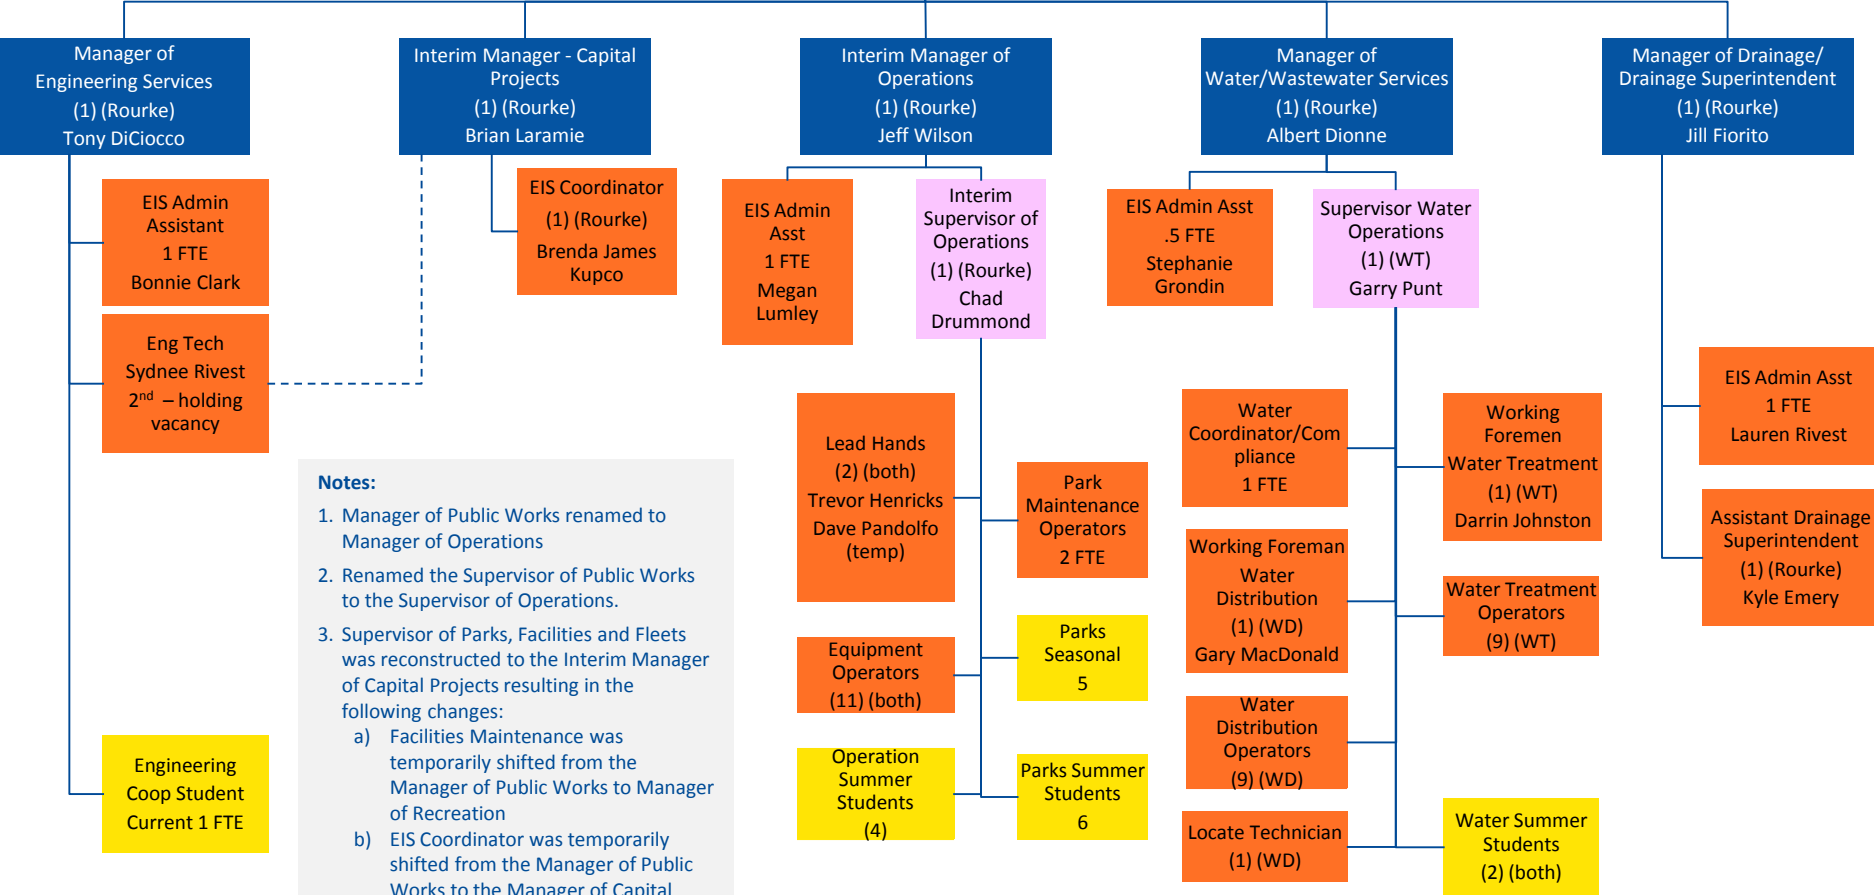 Manager of
Engineering Services
(1) (Rourke)
Tony DiCiocco
Interim Manager - Capital
Projects
(1) (Rourke)
Brian Laramie
Interim Manager of
Operations
(1) (Rourke)
Jeff Wilson
Manager of
Water/Wastewater Services
(1) (Rourke)
Albert Dionne
Manager of Drainage/
Drainage Superintendent
(1) (Rourke)
Jill Fiorito
EIS Admin
Assistant
1 FTE
Bonnie Clark
Eng Tech
Sydnee Rivest
2nd – holding
vacancy
Engineering
Coop Student
Current 1 FTE
EIS Coordinator
(1) (Rourke)
Brenda James
Kupco
EIS Admin
Asst
1 FTE
Megan
Lumley
Interim
Supervisor of
Operations
(1) (Rourke)
Chad
Drummond
Lead Hands
(2) (both)
Trevor Henricks
Dave Pandolfo
(temp)
Park
Maintenance
Operators
2 FTE
Equipment
Operators
(11) (both)
Parks
Seasonal
5
Operation
Summer
Students
(4)
Parks Summer
Students
6
EIS Admin Asst
.5 FTE
Stephanie
Grondin
Supervisor Water
Operations
(1) (WT)
Garry Punt
Water
Coordinator/Com
pliance
1 FTE
Working
Foremen
Water Treatment
(1) (WT)
Darrin Johnston
Working Foreman
Water
Distribution
(1) (WD)
Gary MacDonald
Water Treatment
Operators
(9) (WT)
Water
Distribution
Operators
(9) (WD)
Locate Technician
(1) (WD)
Water Summer
Students
(2) (both)
EIS Admin Asst
1 FTE
Lauren Rivest
Assistant Drainage
Superintendent
(1) (Rourke)
Kyle Emery
Notes:
1. Manager of Public Works renamed to
Manager of Operations
2. Renamed the Supervisor of Public Works
to the Supervisor of Operations.
3. Supervisor of Parks, Facilities and Fleets
was reconstructed to the Interim Manager
of Capital Projects resulting in the
following changes:
a) Facilities Maintenance was
temporarily shifted from the
Manager of Public Works to Manager
of Recreation
b) EIS Coordinator was temporarily
shifted from the Manager of Public
Works to the Manager of Capital